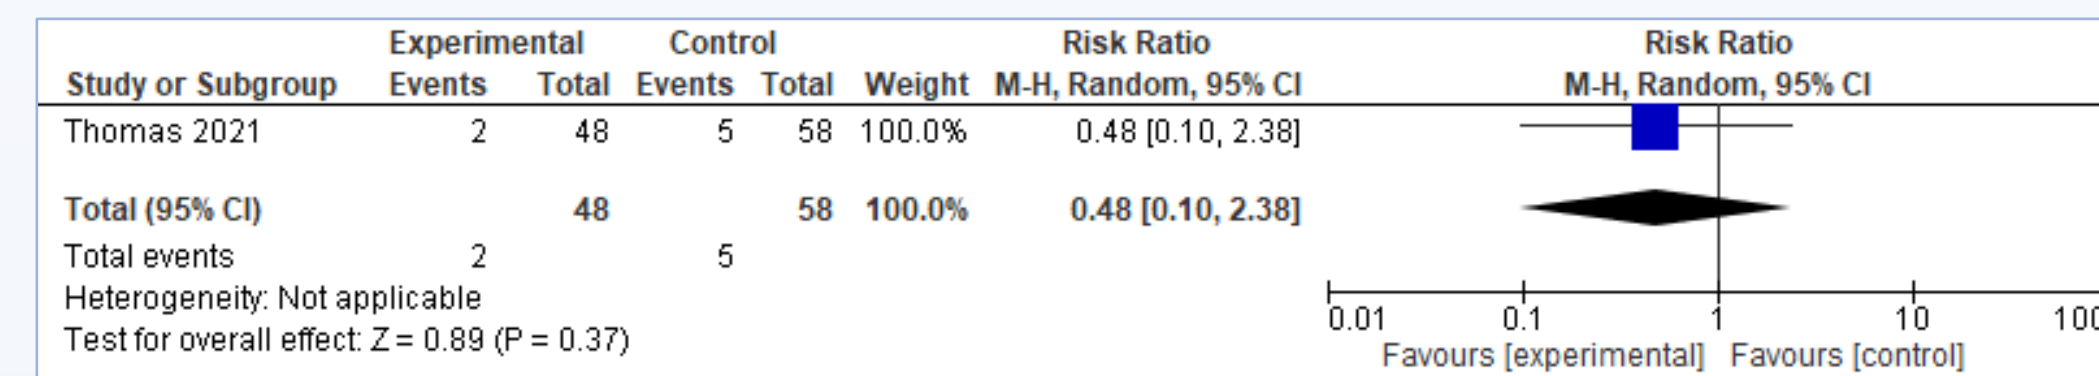 Experimental Control Risk Ratio Risk Ratio
Study or Subgroup Events Total Events Total Weight M-H, Random, 95% CI M-H, Random, 95% CI
Thomas 2021 2 48 5 58 100.0% 0.48 [0.10, 2.38]
Total (95% CI) 48 58 100.0% 0.48 [0.10, 2.38]
Total events 2 5
Heterogeneity: Not applicable
Test for overall effect: Z = 0.89 (P = 0.37)
0.01 0.1 1 10 100
Favours [experimental] Favours [control]